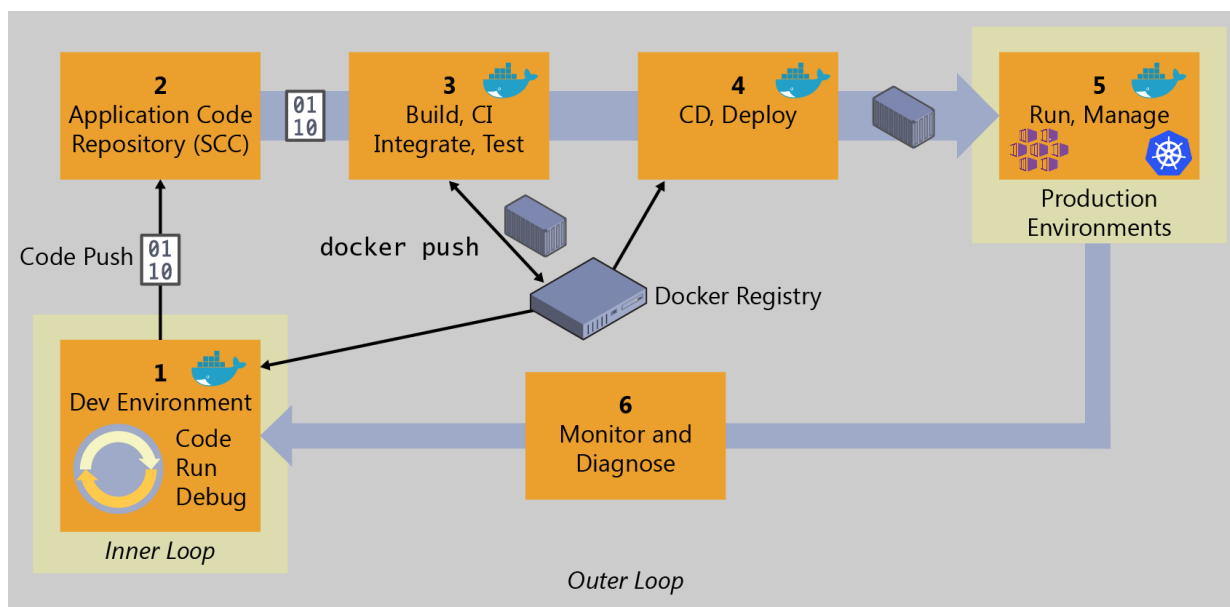 2
Application Code
Repository (SCC)
01
10
3
Build, CI
Integrate, Test
4
CD, Deploy
5
Run, Manage
Production
Environments
Code Push
01
10
docker push
Docker Registry
1
Dev Environment
Code
Run
Debug
Inner Loop
6
Monitor and
Diagnose
Outer Loop